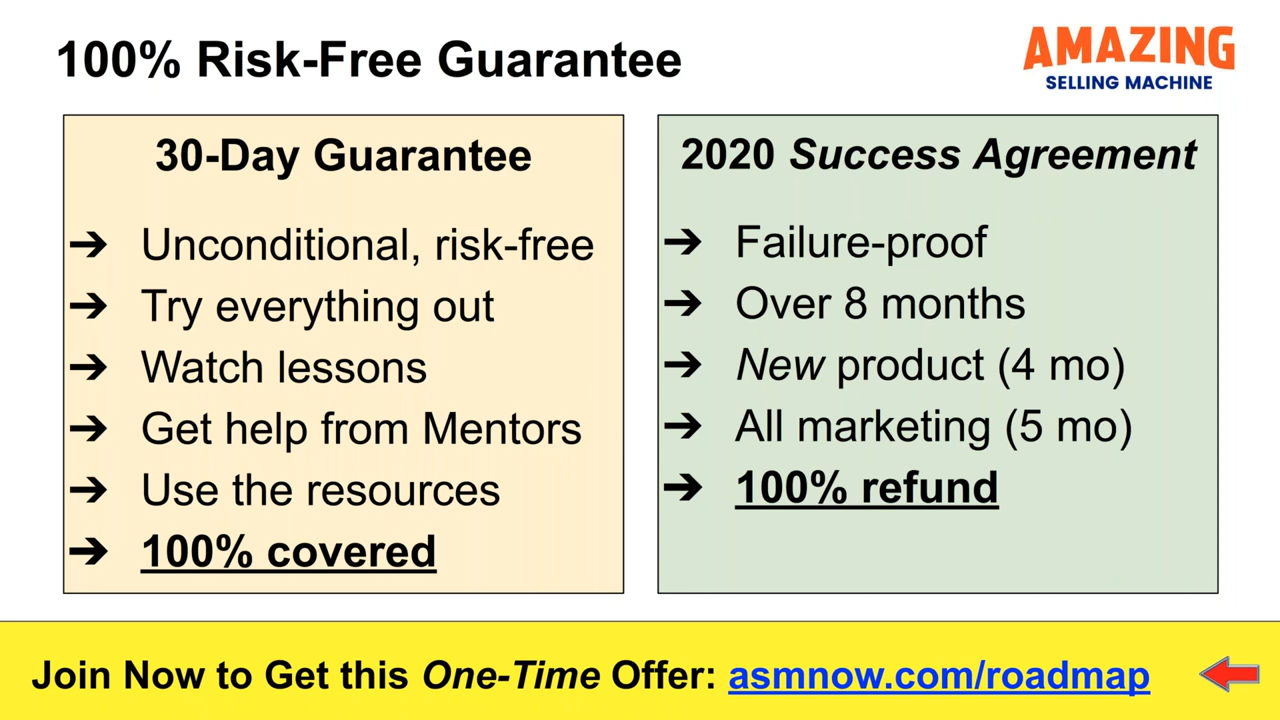 100% Risk-Free Guarantee
AMAZING
SELLING MACHINE
30-Day Guarantee
➔ Unconditional, risk-free
➔ Try everything out
➔ Watch lessons
➔ Get help from Mentors
➔ Use the resources
➔ 100% covered
2020 Success Agreement
➔ Failure-proof
➔ Over 8 months
➔ New product (4 mo)
➔ All marketing (5 mo)
➔ 100% refund
Join Now to Get this One-Time Offer: asmnow.com/roadmap